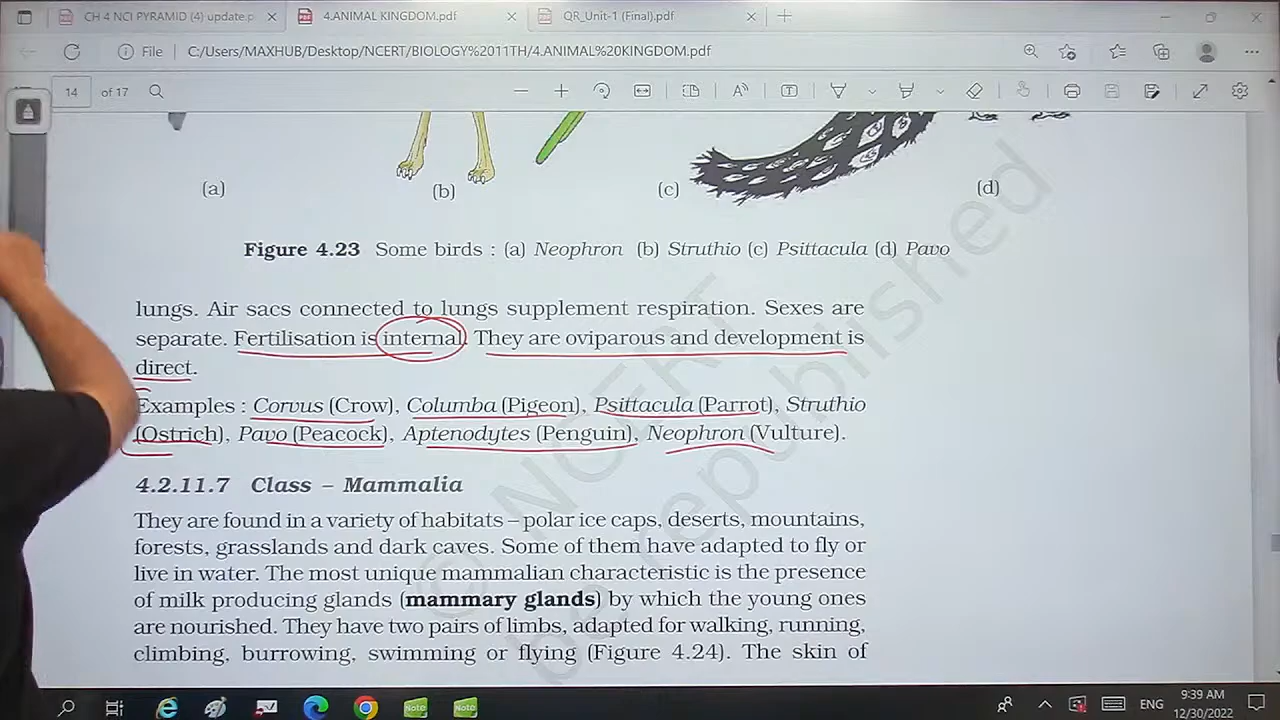 CH 4 NCI PYRAMID (4) update.p
4.ANIMAL KINGDOM.pdf
QR_Unit-1 (Final).pdf
File
C:/Users/MAXHUB/Desktop/NCERT/BIOLOGY%2011TH/4.ANIMAL%20KINGDOM.pdf
14 of 17
(a) (b) (c) (d)
Figure 4.23 Some birds : (a) Neophron (b) Struthio (c) Psittacula (d) Pavo
lungs. Air sacs connected to lungs supplement respiration. Sexes are
separate. Fertilisation is internal. They are oviparous and development is
direct.
Examples : Corvus (Crow), Columba (Pigeon), Psittacula (Parrot), Struthio
(Ostrich), Pavo (Peacock), Aptenodytes (Penguin), Neophron (Vulture).
4.2.11.7 Class – Mammalia
They are found in a variety of habitats – polar ice caps, deserts, mountains,
forests, grasslands and dark caves. Some of them have adapted to fly or
live in water. The most unique mammalian characteristic is the presence
of milk producing glands (mammary glands) by which the young ones
are nourished. They have two pairs of limbs, adapted for walking, running,
climbing, burrowing, swimming or flying (Figure 4.24). The skin of
© NCERT
be republished
Note
Note
ENG
9:39 AM
12/30/2022